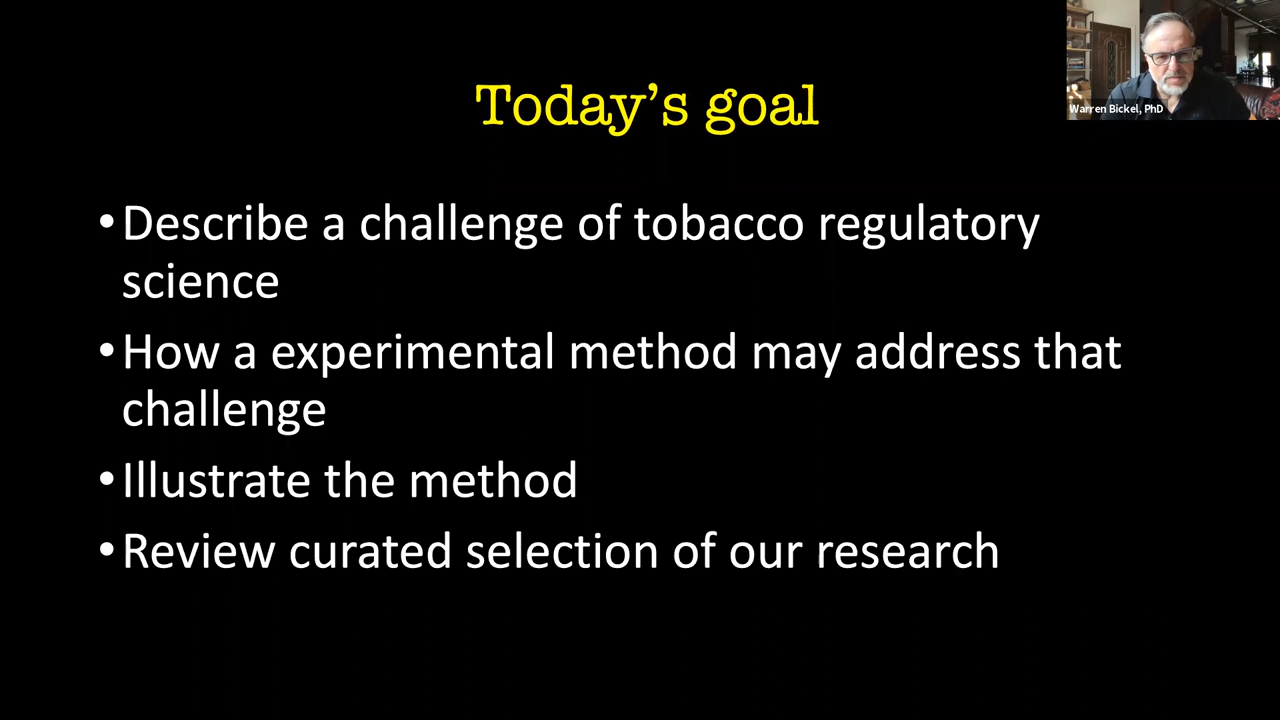 Today's goal
Warren Bickel, PhD
•Describe a challenge of tobacco regulatory
science
•How a experimental method may address that
challenge
•Illustrate the method
•Review curated selection of our research